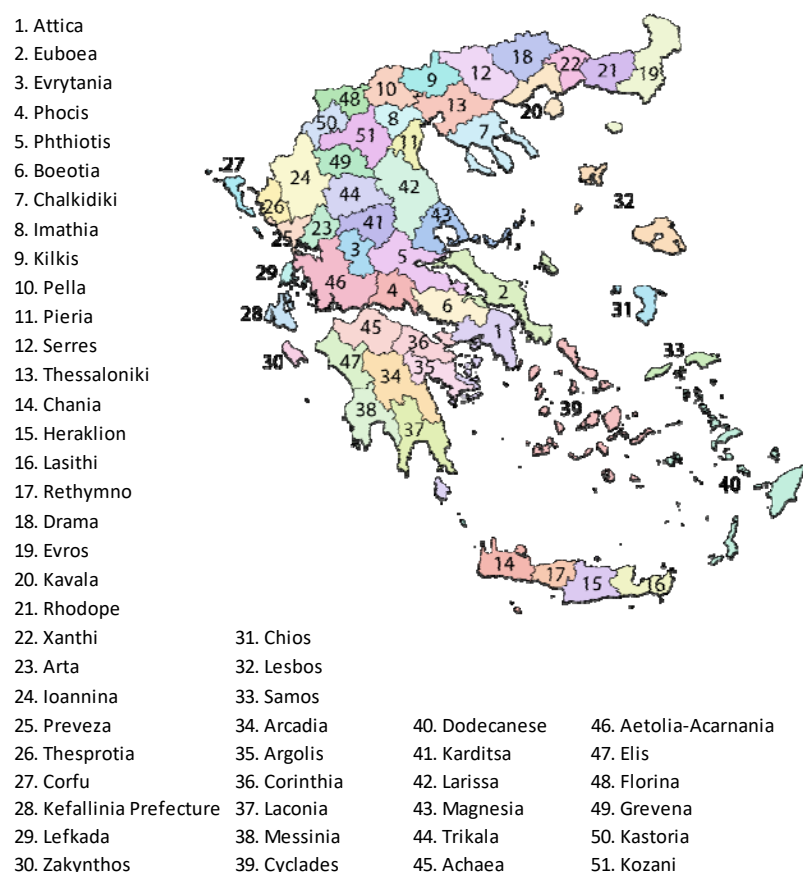 1. Attica
2. Euboea
3. Evrytania
4. Phocis
5. Phthiotis
6. Boeotia
7. Chalkidiki
8. Imathia
9. Kilkis
10. Pella
11. Pieria
12. Serres
13. Thessaloniki
14. Chania
15. Heraklion
16. Lasithi
17. Rethymno
18. Drama
19. Evros
20. Kavala
21. Rhodope
22. Xanthi
23. Arta
24. Ioannina
25. Preveza
26. Thesprotia
27. Corfu
28. Kefallinia Prefecture
29. Lefkada
30. Zakynthos
31. Chios
32. Lesbos
33. Samos
34. Arcadia
35. Argolis
36. Corinthia
37. Laconia
38. Messinia
39. Cyclades
40. Dodecanese
41. Karditsa
42. Larissa
43. Magnesia
44. Trikala
45. Achaea
46. Aetolia-Acarnania
47. Elis
48. Florina
49. Grevena
50. Kastoria
51. Kozani
18
22
21
19
12
9
10
20
13
48
8
50
51
7
11
49
27
24
42
44
32
26
43
41
23
25
3
5
29
46
4
2
28
6
31
45
1
36
30
33
47
35
34
39
38
37
40
14
17
15
16